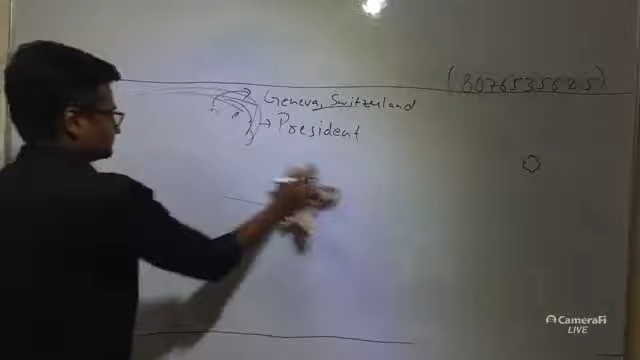 (8076535625)
Geneva, Switzerland
President
CameraFi
LIVE